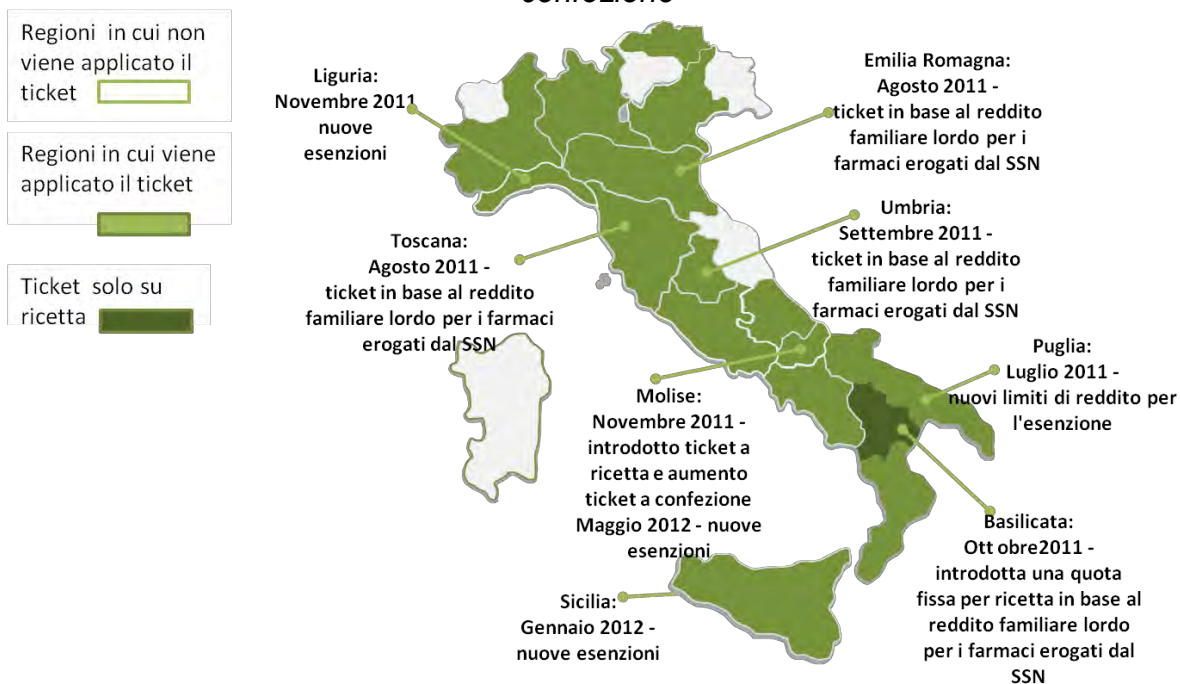 Regioni in cui non
viene applicato il
ticket
Regioni in cui viene
applicato il ticket
Ticket solo su
ricetta
Liguria:
Novembre 2011
nuove
esenzioni
Emilia Romagna:
Agosto 2011 -
ticket in base al reddito
familiare lordo per i
farmaci erogati dal SSN
Umbria:
Settembre 2011 -
ticket in base al reddito
familiare lordo per i
farmaci erogati dal SSN
Toscana:
Agosto 2011 -
ticket in base al reddito
familiare lordo per i farmaci
erogati dal SSN
Puglia:
Luglio 2011 -
nuovi limiti di reddito per
l'esenzione
Molise:
Novembre 2011 -
introdotto ticket a
ricetta e aumento
ticket a confezione
Maggio 2012 - nuove
esenzioni
Basilicata:
Ott obre2011 -
introdotta una quota
fissa per ricetta in base al
reddito familiare lordo
per i farmaci erogati dal
SSN
Sicilia:
Gennaio 2012 -
nuove esenzioni